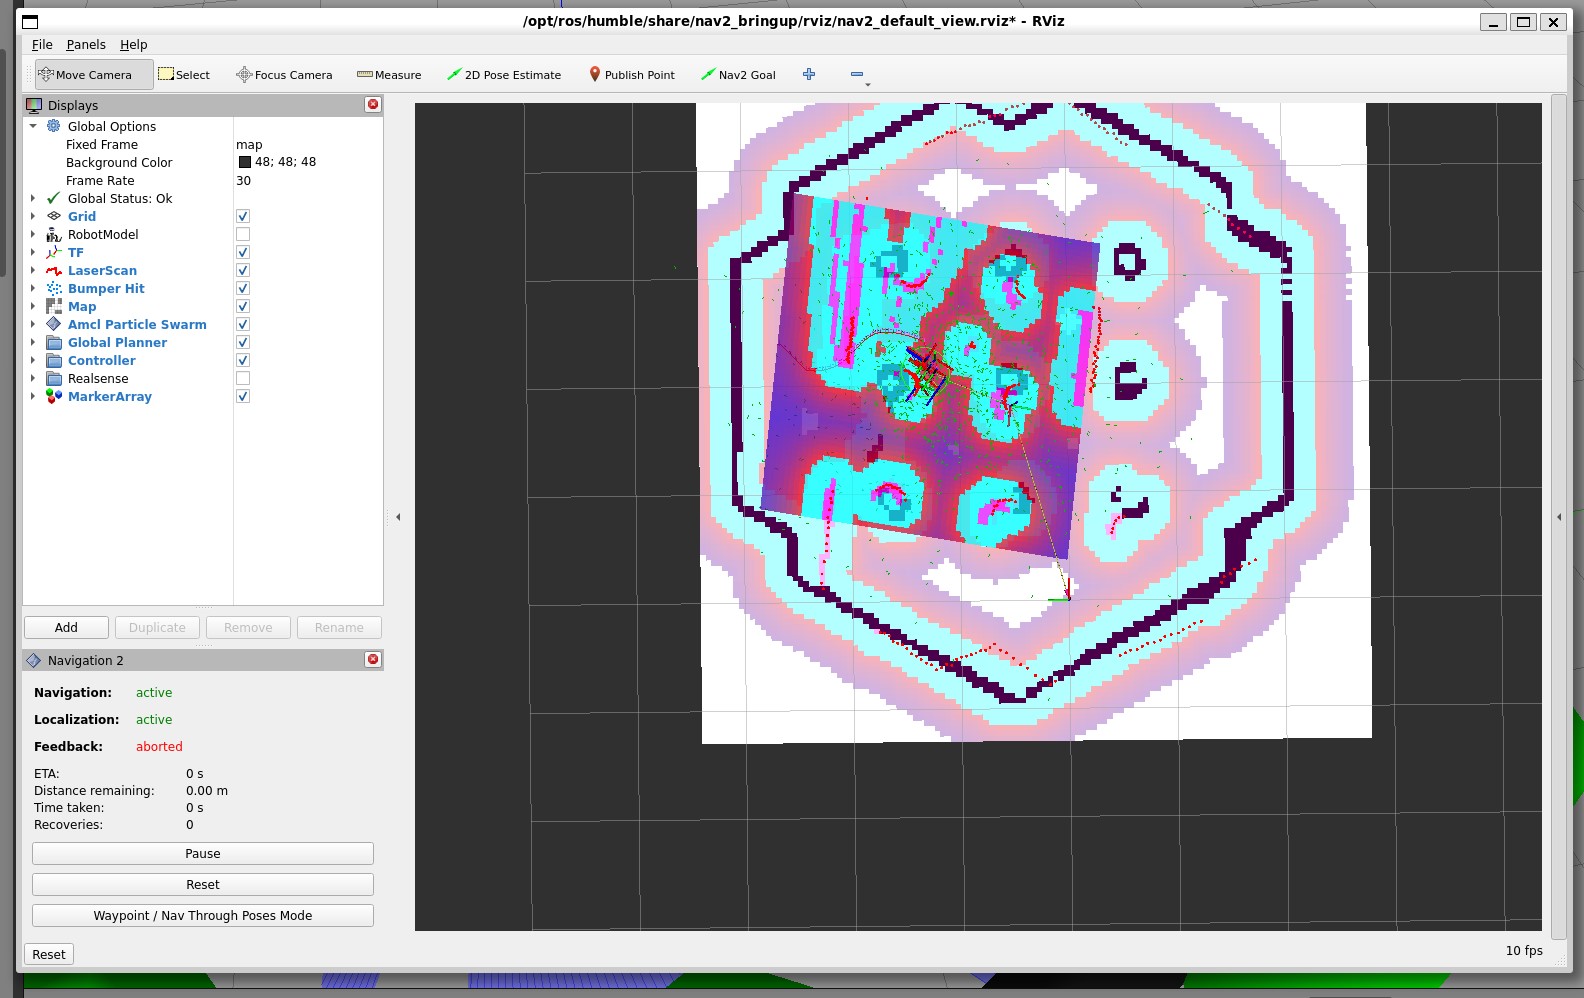 /opt/ros/humble/share/nav2_bringup/rviz/nav2_default_view.rviz* - RViz
File Panels Help
Move Camera Select Focus Camera Measure 2D Pose Estimate Publish Point Nav2 Goal
Displays
Global Options
Fixed Frame map
Background Color 48; 48; 48
Frame Rate 30
Global Status: Ok
Grid
RobotModel
TF
LaserScan
Bumper Hit
Map
Amcl Particle Swarm
Global Planner
Controller
Realsense
MarkerArray
Add Duplicate Remove Rename
Navigation 2
Navigation: active
Localization: active
Feedback: aborted
ETA: 0 s
Distance remaining: 0.00 m
Time taken: 0 s
Recoveries: 0
Pause
Reset
Waypoint / Nav Through Poses Mode
Reset 10 fps